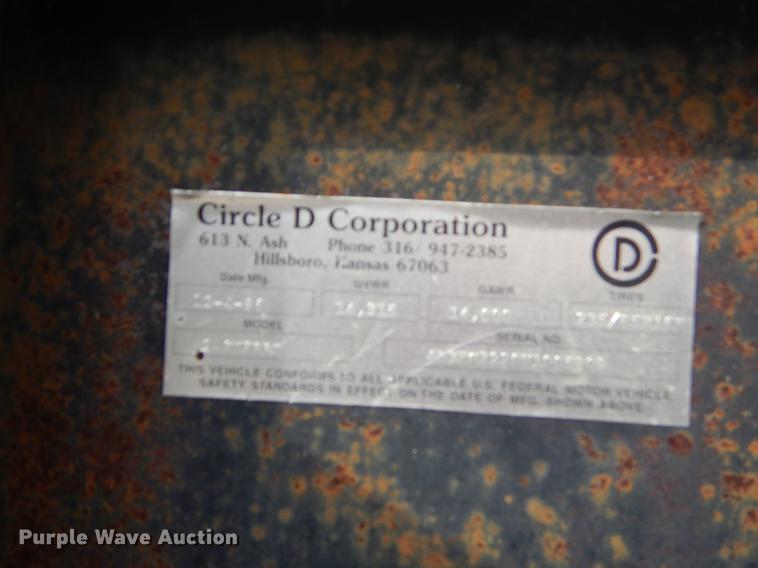 Circle D Corporation
613 N. Ash Phone 316/ 947-2385
Hillsboro, Kansas 67063
D
Date Mfg. GVWR GAWR TIRES
MODEL SERIAL NO.
THIS VEHICLE CONFORMS TO ALL APPLICABLE U.S. FEDERAL MOTOR VEHICLE
SAFETY STANDARDS IN EFFECT ON THE DATE OF MFG. SHOWN ABOVE.
Purple Wave Auction